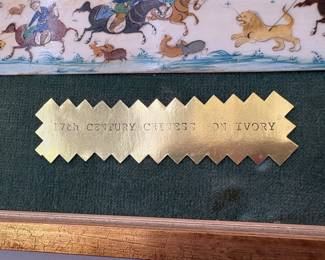 17th CENTURY CHINESE ON IVORY